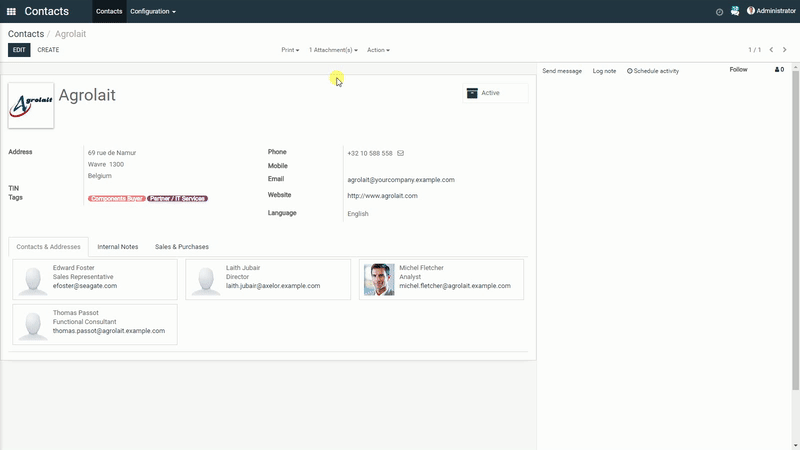 Contacts
Contacts Configuration
Administrator
Contacts / Agrolait
EDIT CREATE
Print 1 Attachment(s) Action
1 / 1
Send message Log note Schedule activity Follow 0
Agrolait
Agrolait
Active
Address
69 rue de Namur
Wavre 1300
Belgium
TIN
Tags Components Buyer Partner / IT Services
Phone +32 10 588 558
Mobile
Email agrolait@yourcompany.example.com
Website http://www.agrolait.com
Language English
Contacts & Addresses Internal Notes Sales & Purchases
Edward Foster
Sales Representative
efoster@seagate.com
Laith Jubair
Director
laith.jubair@axelor.example.com
Michel Fletcher
Analyst
michel.fletcher@agrolait.example.com
Thomas Passot
Functional Consultant
thomas.passot@agrolait.example.com